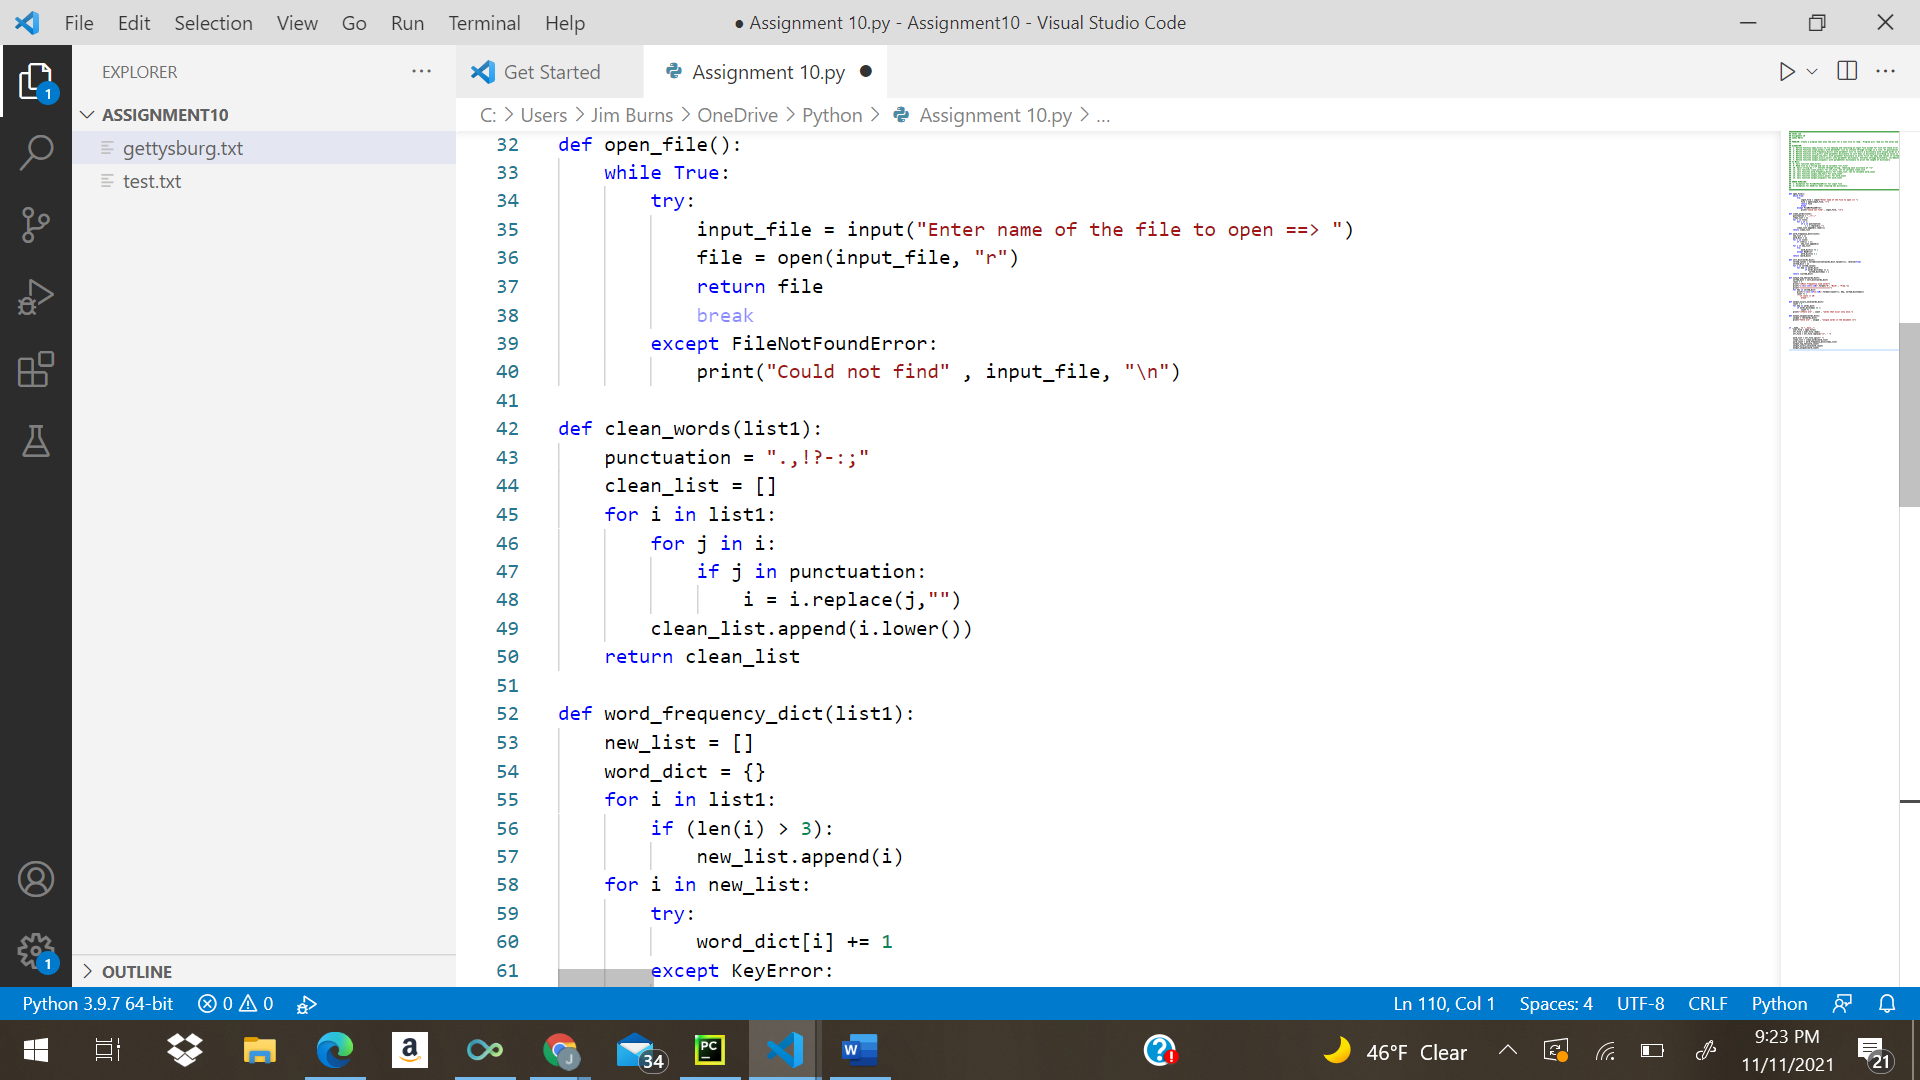 File Edit Selection View Go Run Terminal Help ● Assignment 10.py - Assignment10 - Visual Studio Code
EXPLORER
Get Started Assignment 10.py
ASSIGNMENT10
C: > Users > Jim Burns > OneDrive > Python > Assignment 10.py > ...
gettysburg.txt
test.txt
32 def open_file():
33 while True:
34 try:
35 input_file = input("Enter name of the file to open ==> ")
36 file = open(input_file, "r")
37 return file
38 break
39 except FileNotFoundError:
40 print("Could not find" , input_file, "\n")
41
42 def clean_words(list1):
43 punctuation = ".,!?-:;"
44 clean_list = []
45 for i in list1:
46 for j in i:
47 if j in punctuation:
48 i = i.replace(j,"")
49 clean_list.append(i.lower())
50 return clean_list
51
52 def word_frequency_dict(list1):
53 new_list = []
54 word_dict = {}
55 for i in list1:
56 if (len(i) > 3):
57 new_list.append(i)
58 for i in new_list:
59 try:
60 word_dict[i] += 1
61 except KeyError:
1
1
OUTLINE
Python 3.9.7 64-bit 0 0 Ln 110, Col 1 Spaces: 4 UTF-8 CRLF Python
a J 34 PC W 46°F Clear 9:23 PM
11/11/2021 21